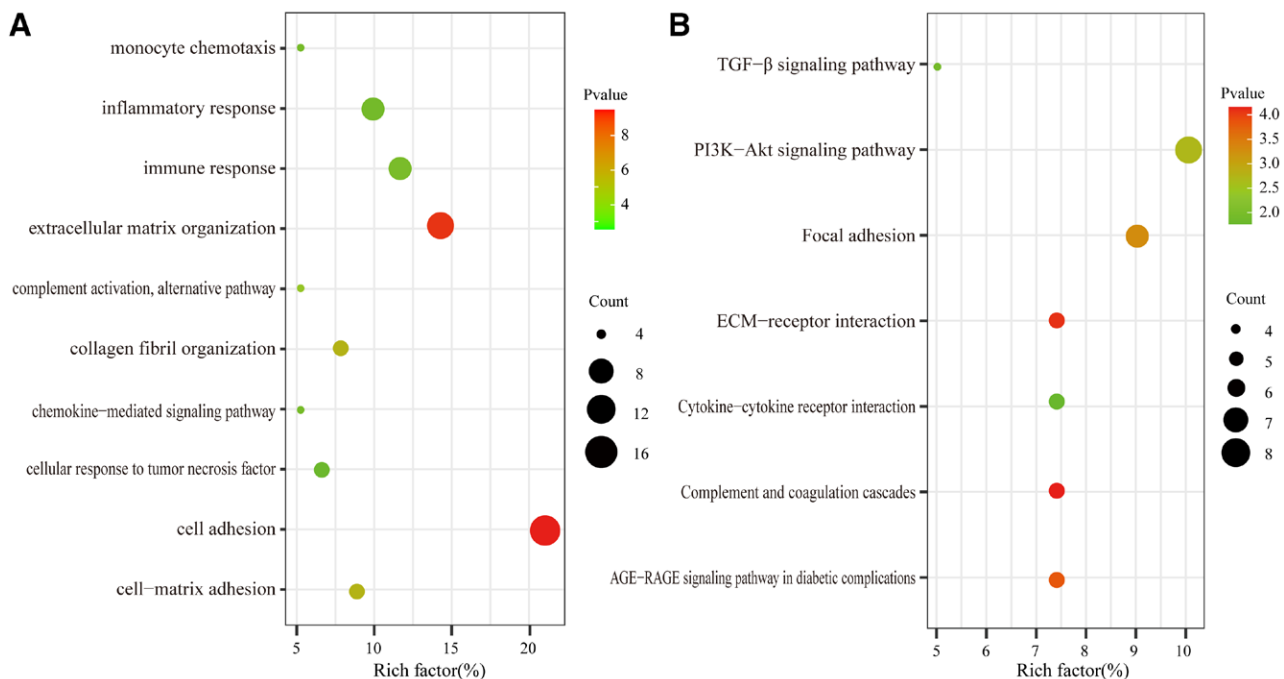 A
monocyte chemotaxis
inflammatory response
immune response
extracellular matrix organization
complement activation, alternative pathway
collagen fibril organization
chemokine−mediated signaling pathway
cellular response to tumor necrosis factor
cell adhesion
cell−matrix adhesion
5 10 15 20
Rich factor(%)
Pvalue
8
6
4
Count
4
8
12
16
B
TGF−β signaling pathway
PI3K−Akt signaling pathway
Focal adhesion
ECM−receptor interaction
Cytokine−cytokine receptor interaction
Complement and coagulation cascades
AGE−RAGE signaling pathway in diabetic complications
5 6 7 8 9 10
Rich factor(%)
Pvalue
4.0
3.5
3.0
2.5
2.0
Count
4
5
6
7
8